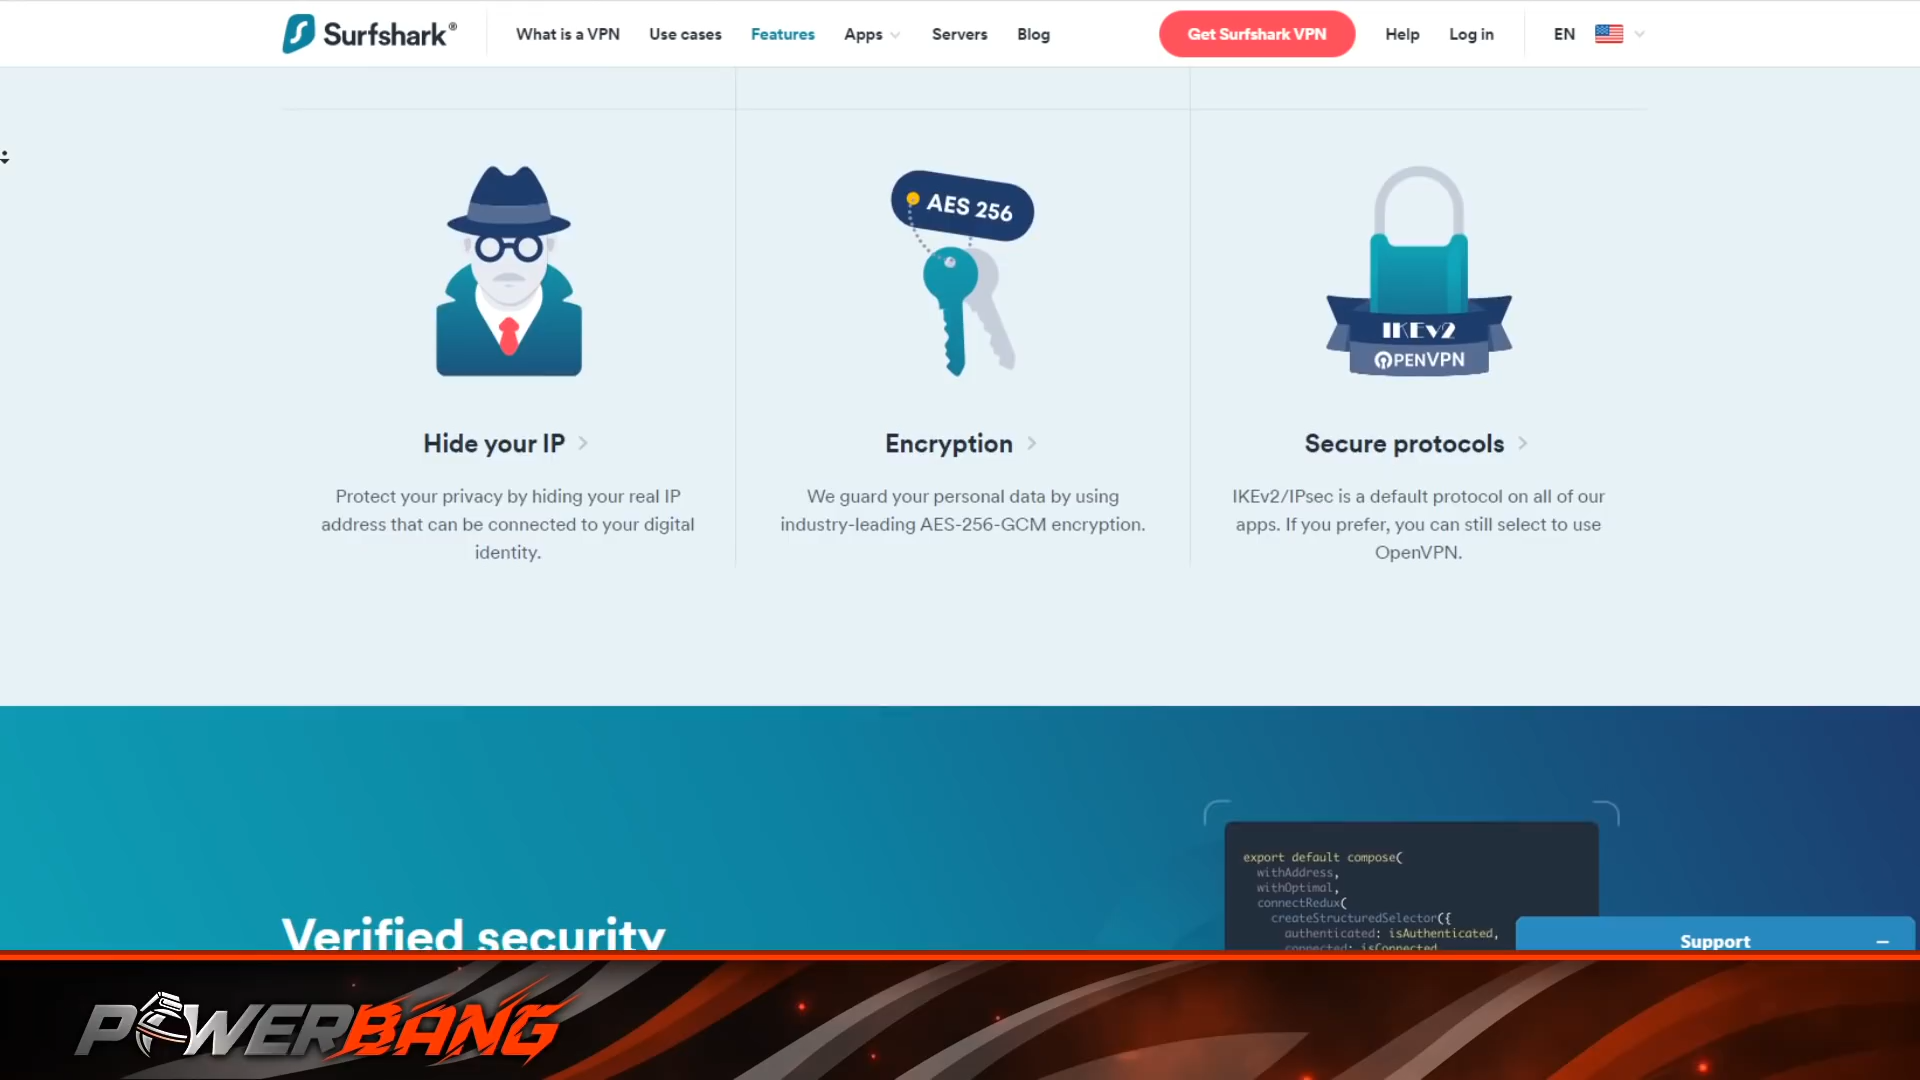 Surfshark®
What is a VPN
Use cases
Features
Apps
Servers
Blog
Get Surfshark VPN
Help
Log in
EN
AES 256
IKEv2
OPENVPN
Hide your IP
Protect your privacy by hiding your real IP
address that can be connected to your digital
identity.
Encryption
We guard your personal data by using
industry-leading AES-256-GCM encryption.
Secure protocols
IKEv2/IPsec is a default protocol on all of our
apps. If you prefer, you can still select to use
OpenVPN.
Verified security
export default compose(
withAddress,
withOptimal,
connectRedux(
createStructuredSelector({
authenticated: isAuthenticated,
connected: isConnected
Support
POWERBANG